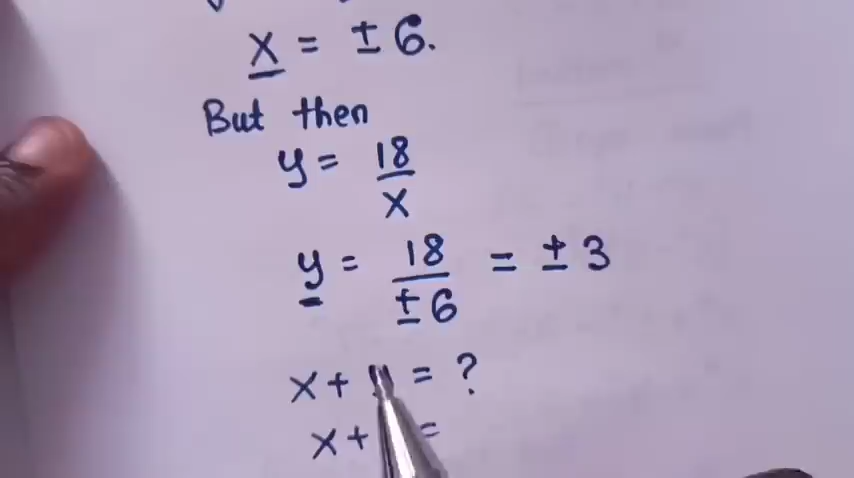 x = ± 6.
But then
y = 18/x
y = 18/±6 = ± 3
x + y = ?
x + =